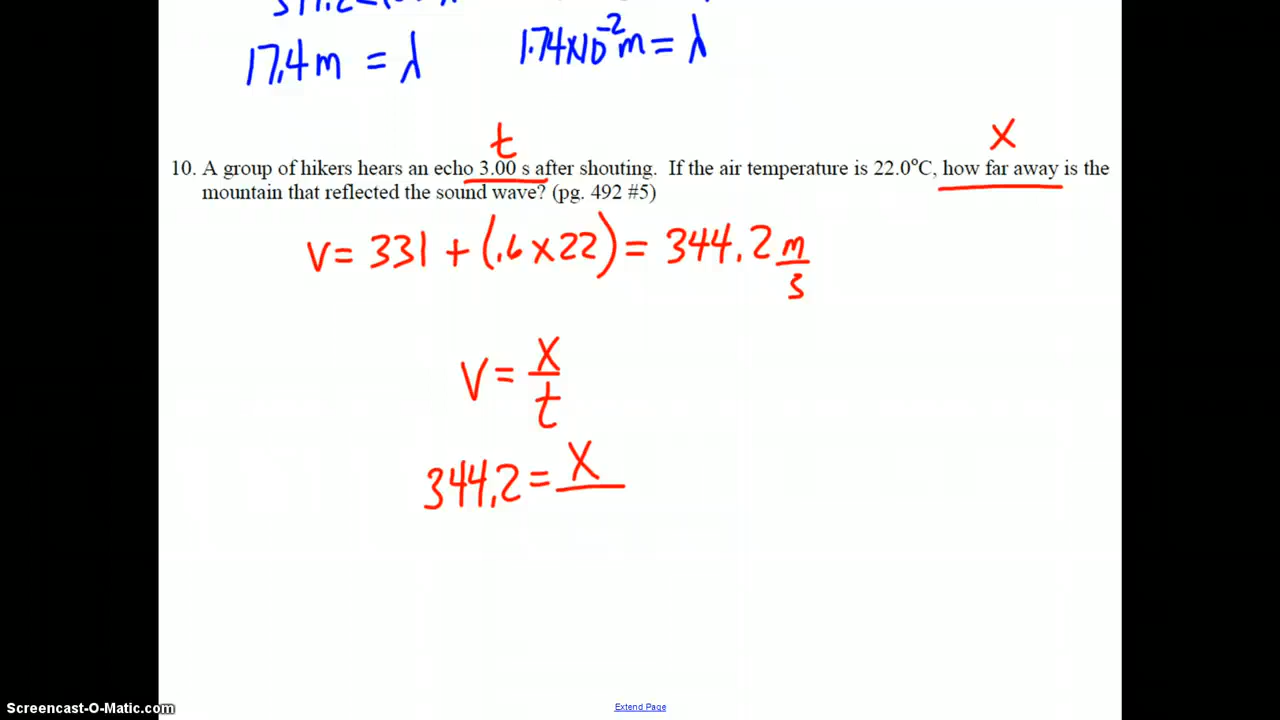 17.4m = λ 1.74x10⁻²m = λ
t x
10. A group of hikers hears an echo 3.00 s after shouting. If the air temperature is 22.0°C, how far away is the
mountain that reflected the sound wave? (pg. 492 #5)
v = 331 + (.6 x 22) = 344.2 m/s
v = x/t
344.2 = x
Extend Page
Screencast-O-Matic.com